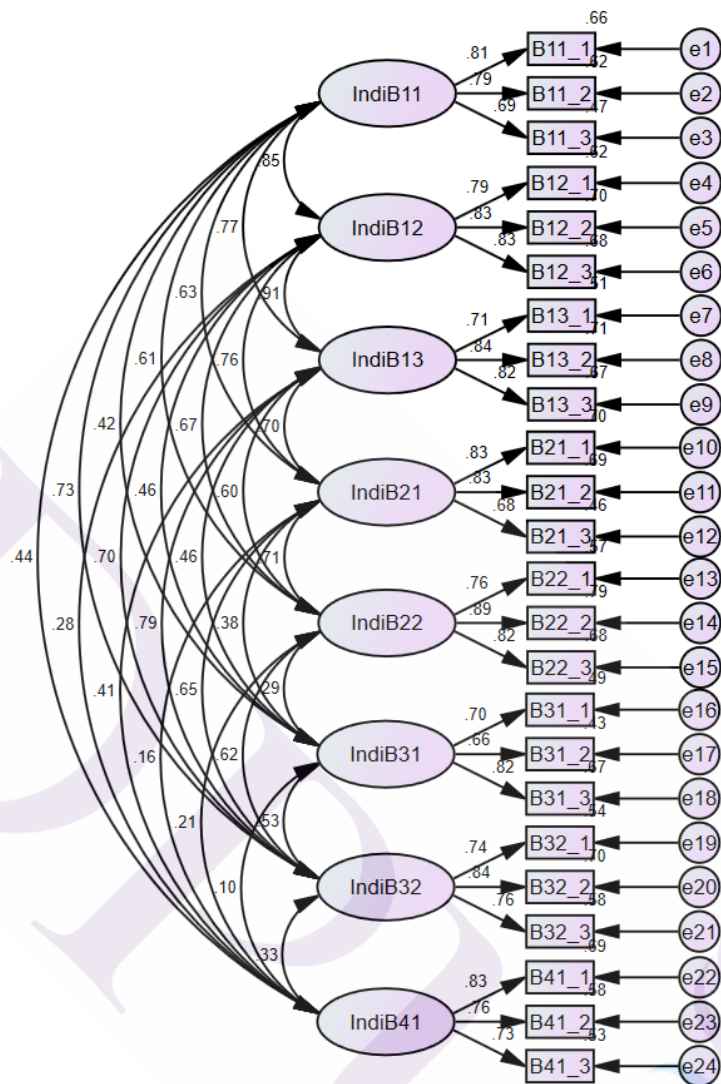 .66
.81 B11_1 e1
.62
IndiB11 .79 B11_2 e2
.47
.69 B11_3 e3
.62
.85
.79 B12_1 e4
.70
IndiB12 .83 B12_2 e5
.77
.68
.83 B12_3 e6
.51
.63 .91
.71 B13_1 e7
.71
IndiB13 .84 B13_2 e8
.61 .76
.67
.82 B13_3 e9
.70
.42 .67 .70
.83 B21_1 e10
.69
IndiB21 .83 B21_2 e11
.73 .46 .60
.46
.68 B21_3 e12
.57
.44 .70 .46 .71
.76 B22_1 e13
.79
IndiB22 .89 B22_2 e14
.28 .79 .38
.68
.82 B22_3 e15
.49
.41 .65 .29
.70 B31_1 e16
.43
IndiB31 .66 B31_2 e17
.16 .62
.67
.82 B31_3 e18
.54
.21 .53
.74 B32_1 e19
.70
IndiB32 .84 B32_2 e20
.10
.58
.76 B32_3 e21
.69
.33
.83 B41_1 e22
.58
IndiB41 .76 B41_2 e23
.53
.73 B41_3 e24